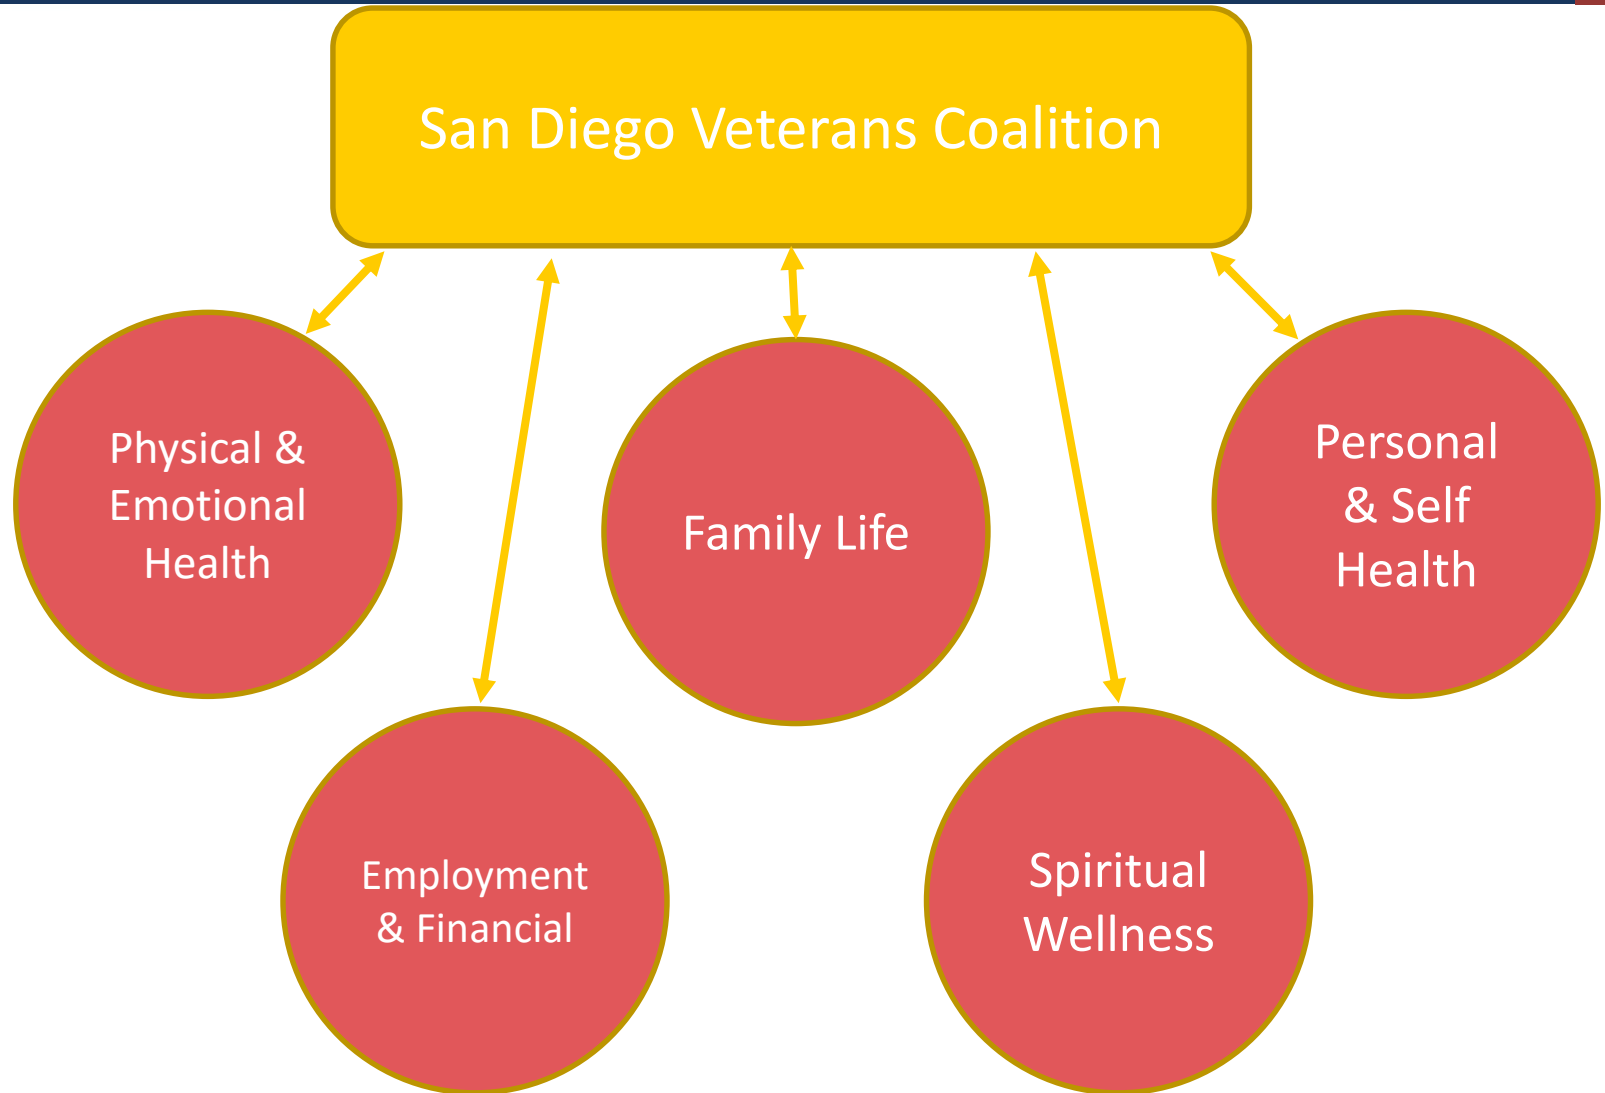 San Diego Veterans Coalition
Physical &
Emotional
Health
Family Life
Personal
& Self
Health
Employment
& Financial
Spiritual
Wellness